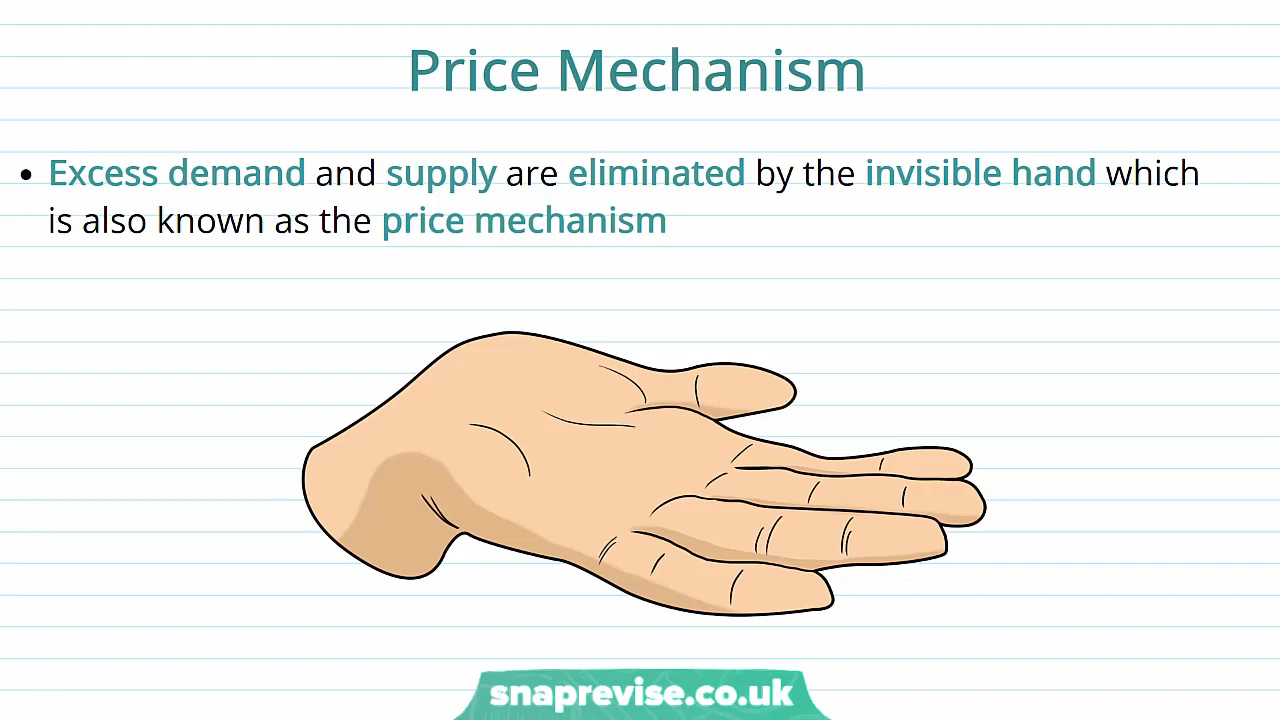 Price Mechanism
• Excess demand and supply are eliminated by the invisible hand which
is also known as the price mechanism
snaprevise.co.uk